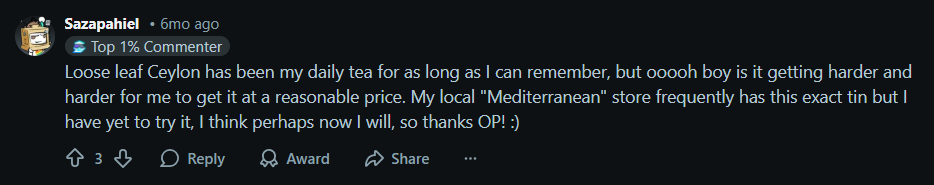 Sazapahiel • 6mo ago
Top 1% Commenter
Loose leaf Ceylon has been my daily tea for as long as I can remember, but ooooh boy is it getting harder and
harder for me to get it at a reasonable price. My local "Mediterranean" store frequently has this exact tin but I
have yet to try it, I think perhaps now I will, so thanks OP! :)
3 Reply Award Share ···